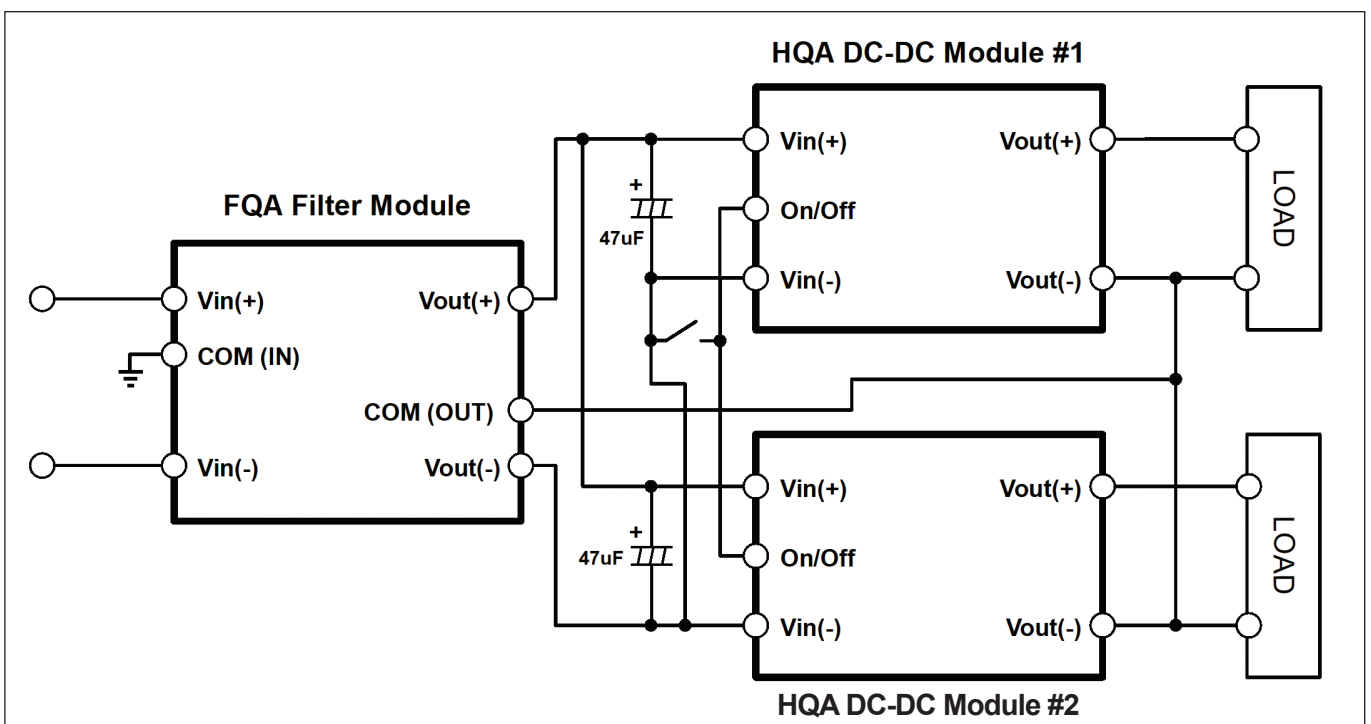 HQA DC-DC Module #1
Vin(+)
Vout(+)
On/Off
Vin(-)
Vout(-)
LOAD
+
47uF
FQA Filter Module
Vin(+)
Vout(+)
COM (IN)
COM (OUT)
Vin(-)
Vout(-)
Vin(+)
Vout(+)
On/Off
Vin(-)
Vout(-)
LOAD
+
47uF
HQA DC-DC Module #2